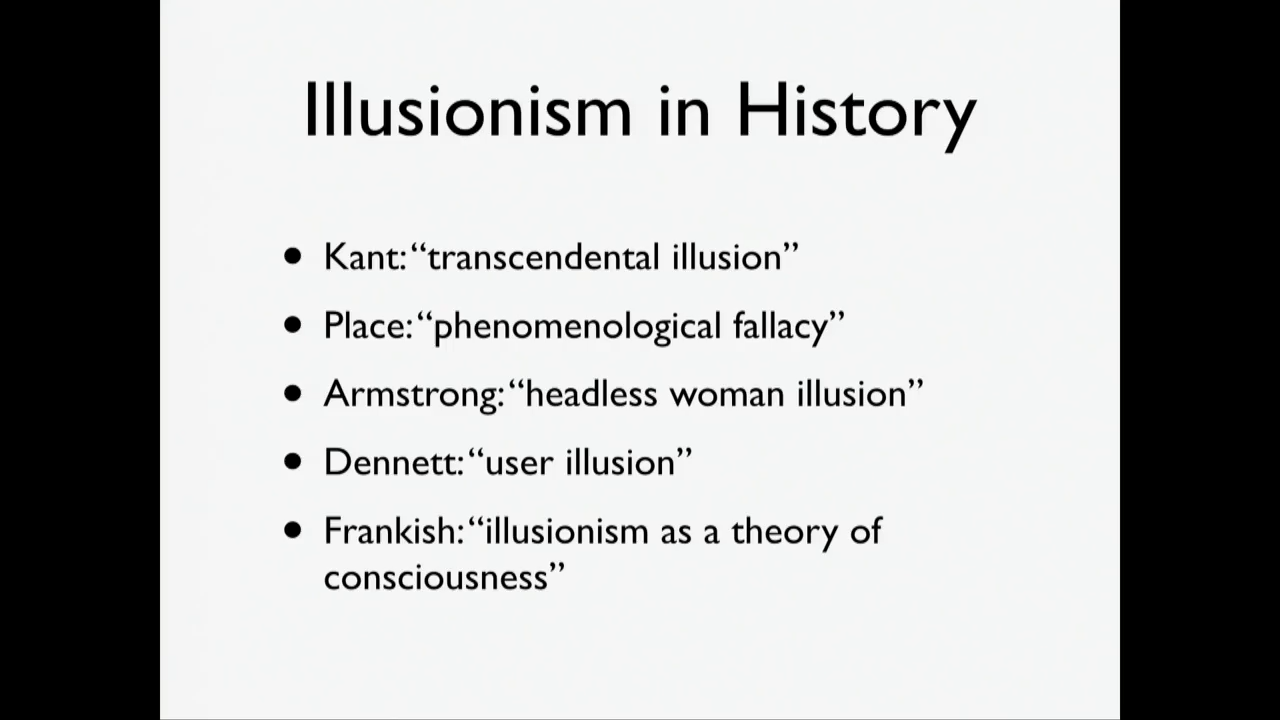 Illusionism in History
• Kant: “transcendental illusion”
• Place: “phenomenological fallacy”
• Armstrong: “headless woman illusion”
• Dennett: “user illusion”
• Frankish: “illusionism as a theory of
consciousness”